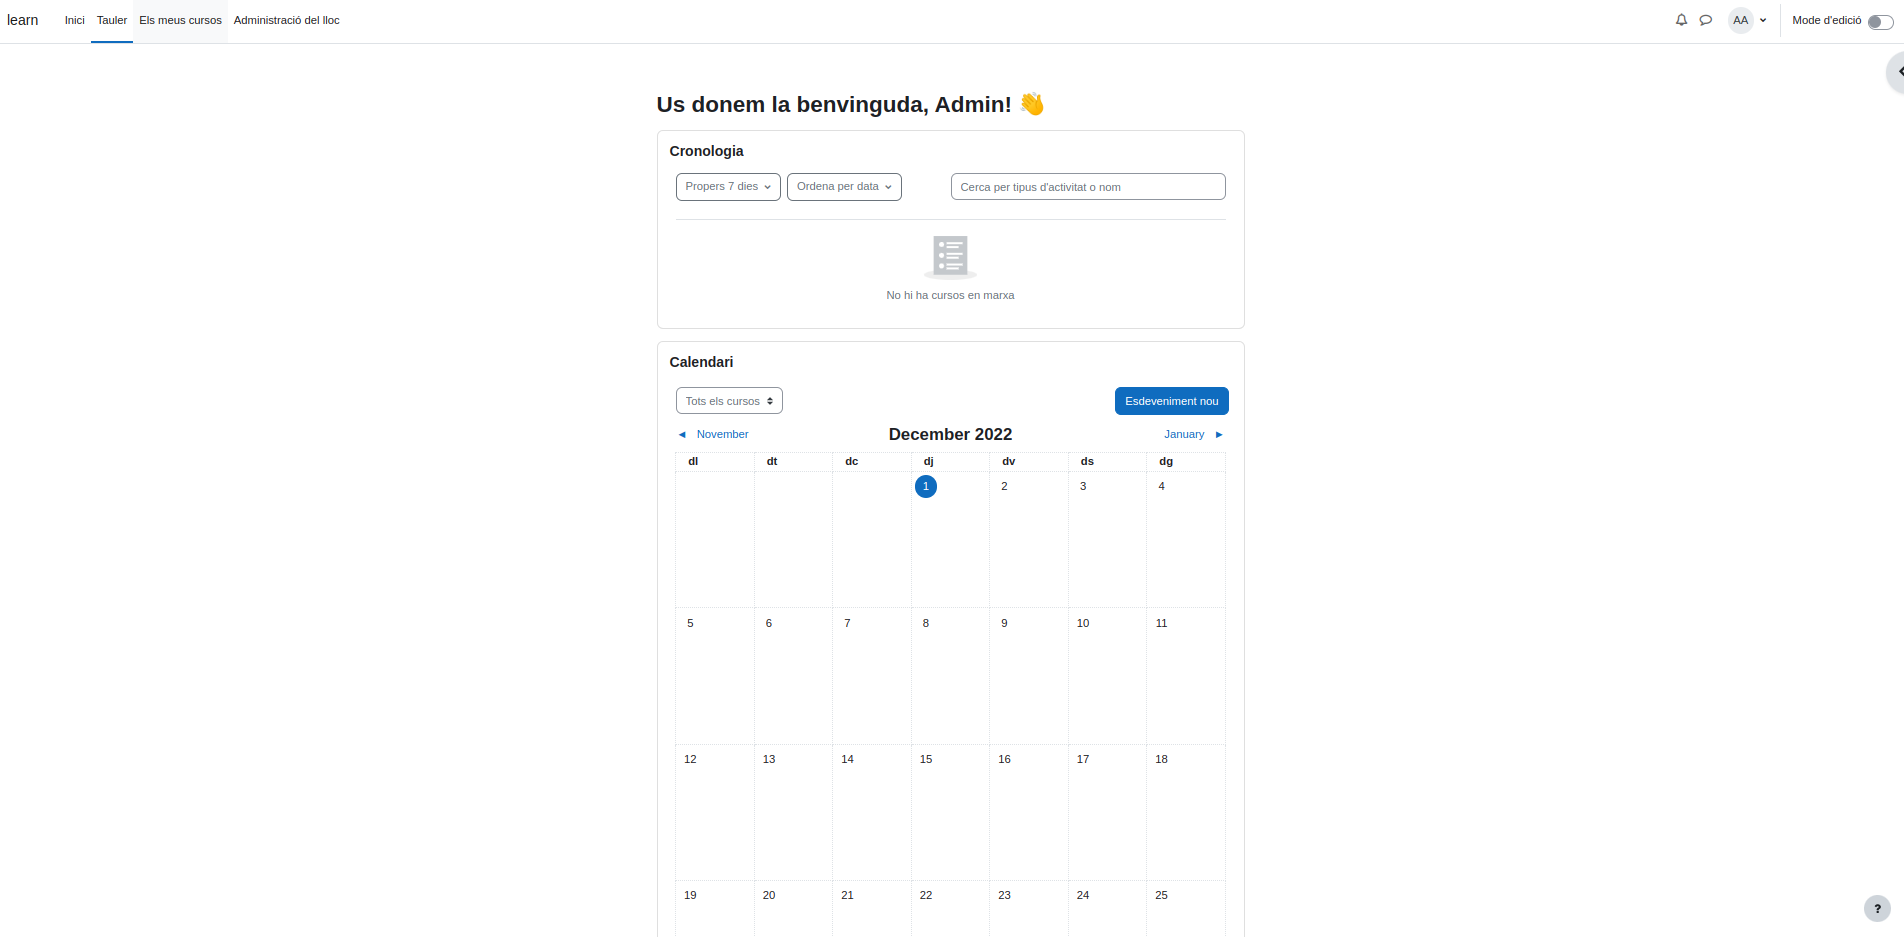 learn Inici Tauler Els meus cursos Administració del lloc AA Mode d'edició
Us donem la benvinguda, Admin! 👋
Cronologia
Propers 7 dies Ordena per data Cerca per tipus d'activitat o nom
No hi ha cursos en marxa
Calendari
Tots els cursos Esdeveniment nou
◄ November December 2022 January ►
dl dt dc dj dv ds dg
1 2 3 4
5 6 7 8 9 10 11
12 13 14 15 16 17 18
19 20 21 22 23 24 25
?